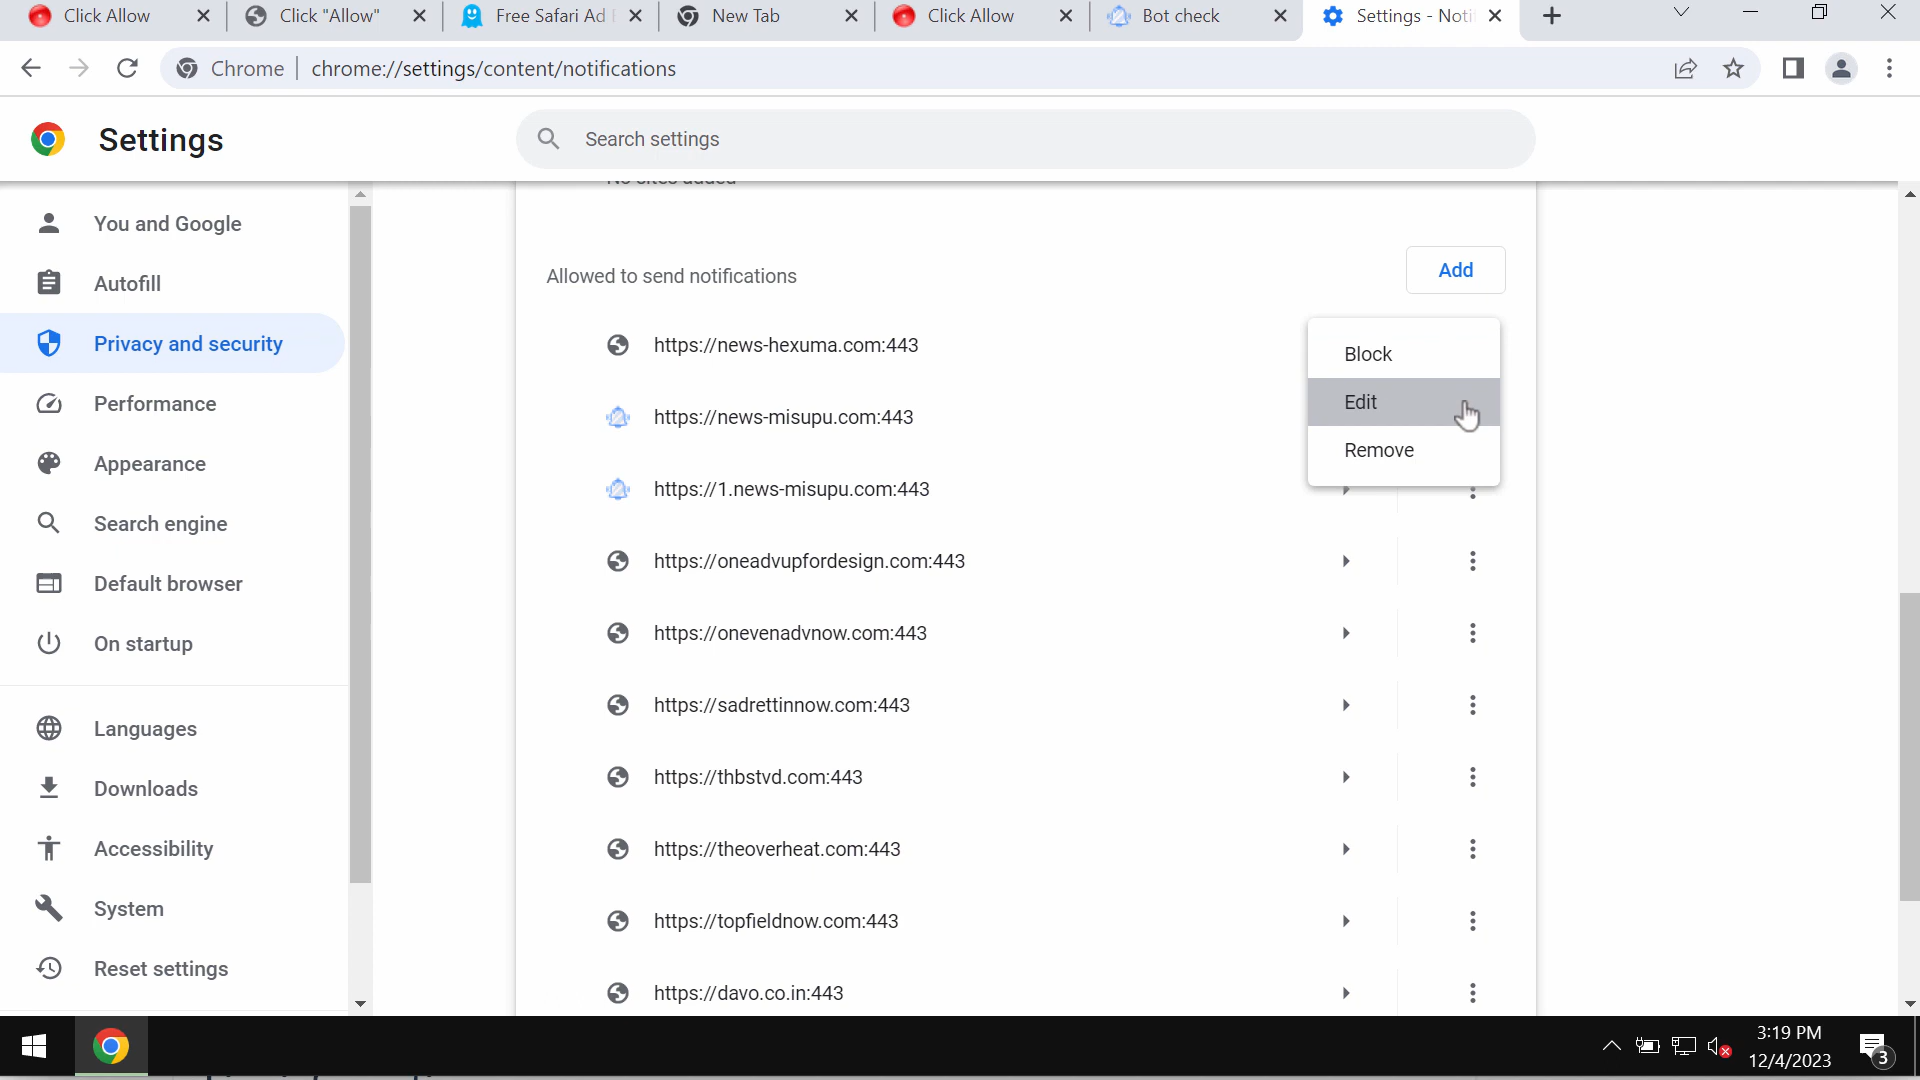 Click Allow
Click "Allow"
Free Safari Ad
New Tab
Click Allow
Bot check
Settings - Noti
Chrome
chrome://settings/content/notifications
Settings
Search settings
No sites added
You and Google
Autofill
Privacy and security
Performance
Appearance
Search engine
Default browser
On startup
Languages
Downloads
Accessibility
System
Reset settings
Allowed to send notifications
Add
https://news-hexuma.com:443
https://news-misupu.com:443
https://1.news-misupu.com:443
https://oneadvupfordesign.com:443
https://onevenadvnow.com:443
https://sadrettinnow.com:443
https://thbstvd.com:443
https://theoverheat.com:443
https://topfieldnow.com:443
https://davo.co.in:443
Block
Edit
Remove
3:19 PM
12/4/2023
3